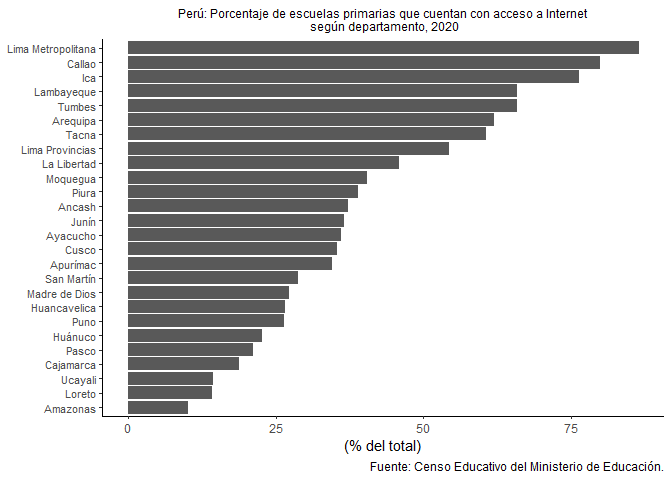 Perú: Porcentaje de escuelas primarias que cuentan con acceso a Internet
según departamento, 2020
Lima Metropolitana
Callao
Ica
Lambayeque
Tumbes
Arequipa
Tacna
Lima Provincias
La Libertad
Moquegua
Piura
Ancash
Junín
Ayacucho
Cusco
Apurímac
San Martín
Madre de Dios
Huancavelica
Puno
Huánuco
Pasco
Cajamarca
Ucayali
Loreto
Amazonas
0 25 50 75
(% del total)
Fuente: Censo Educativo del Ministerio de Educación.